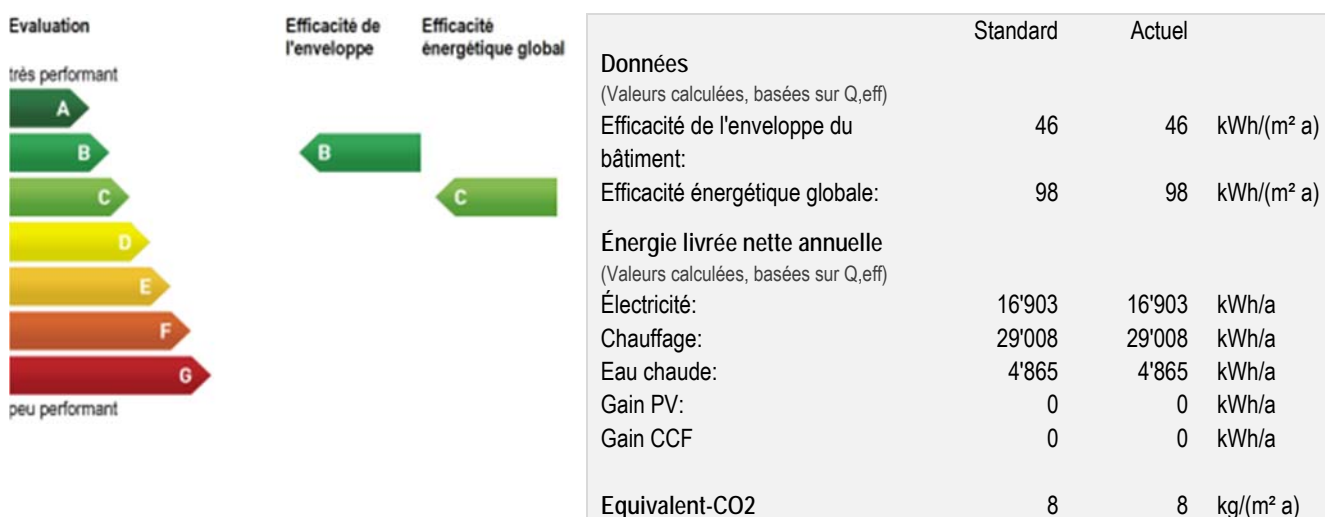 Evaluation
Efficacité de
l'enveloppe
Efficacité
énergétique global
très performant
A
B
C
D
E
F
G
peu performant
B
C
Standard Actuel
Données
(Valeurs calculées, basées sur Q,eff)
Efficacité de l'enveloppe du
bâtiment:
46 46 kWh/(m² a)
Efficacité énergétique globale: 98 98 kWh/(m² a)
Énergie livrée nette annuelle
(Valeurs calculées, basées sur Q,eff)
Électricité: 16'903 16'903 kWh/a
Chauffage: 29'008 29'008 kWh/a
Eau chaude: 4'865 4'865 kWh/a
Gain PV: 0 0 kWh/a
Gain CCF 0 0 kWh/a
Equivalent-CO2 8 8 kg/(m² a)